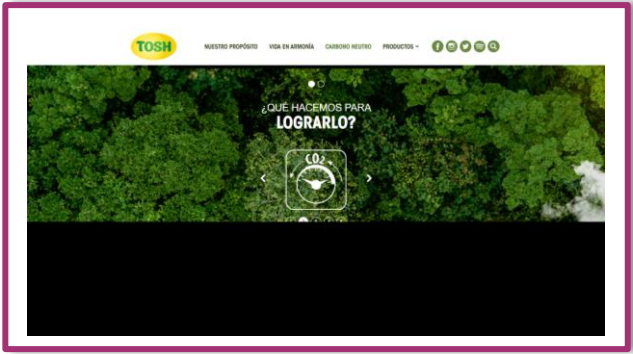 TOSH
NUESTRO PROPÓSITO VIDA EN ARMONÍA CARBONO NEUTRO PRODUCTOS
¿QUÉ HACEMOS PARA
LOGRARLO?
CO2